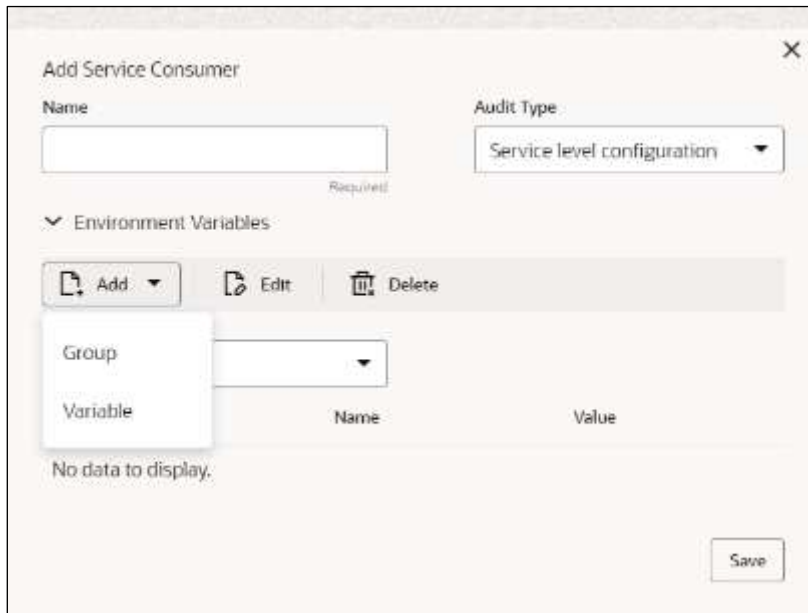 Add Service Consumer
Name
Audit Type
Service level configuration
Required
Environment Variables
Add
Edit
Delete
Group
Variable
Name
Value
No data to display.
Save